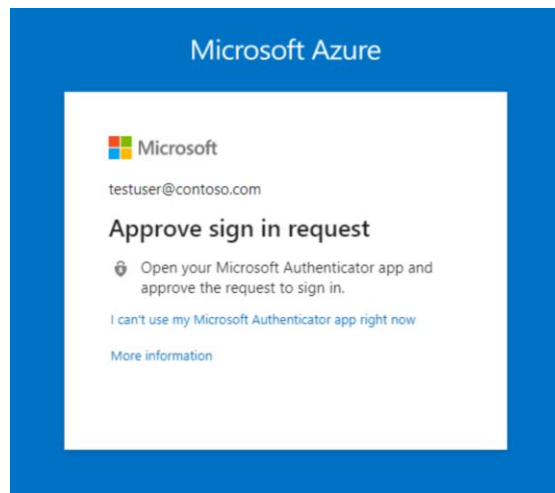 Microsoft Azure
Microsoft
testuser@contoso.com
Approve sign in request
Open your Microsoft Authenticator app and
approve the request to sign in.
I can't use my Microsoft Authenticator app right now
More information